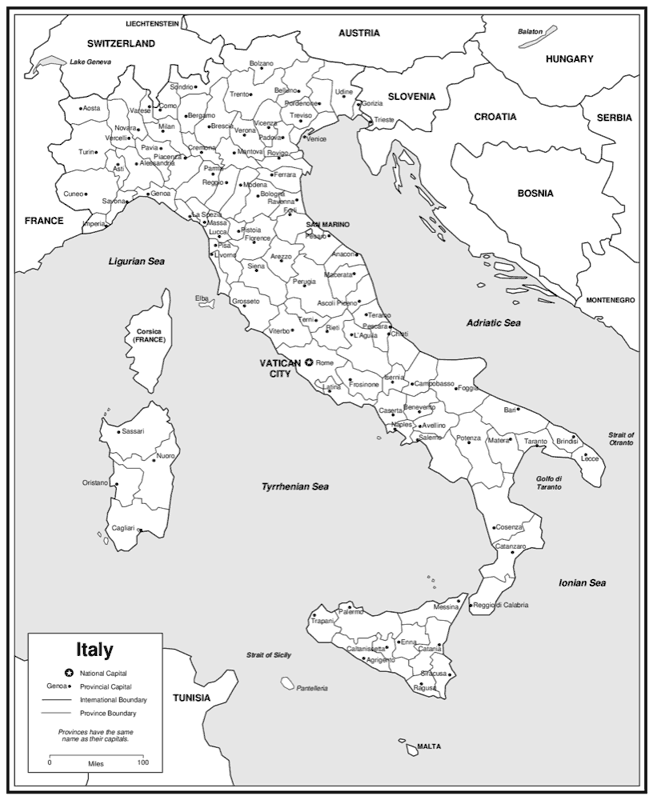 LIECHTENSTEIN
SWITZERLAND
AUSTRIA
Balaton
HUNGARY
Lake Geneva
Bolzano
SLOVENIA
CROATIA
SERBIA
Sondrio
Trento
Belluno
Pordenone
Udine
Gorizia
Trieste
Aosta
Varese
Como
Bergamo
Treviso
Novara
Milan
Brescia
Verona
Vicenza
Padova
Venice
Vercelli
Turin
Pavia
Piacenza
Cremona
Mantova
Rovigo
Asti
Alessandria
Parma
Ferrara
Reggio
Modena
Bologna
Ravenna
Forli
BOSNIA
Cuneo
Savona
Genoa
Imperia
FRANCE
La Spezia
Massa
Lucca
Pistoia
Florence
Pisa
Livorno
SAN MARINO
Pesaro
Anacona
Macerata
Arezzo
Siena
Perugia
Ligurian Sea
Elba
Grosseto
Ascoli Piceno
Teramo
MONTENEGRO
Corsica
(FRANCE)
Viterbo
Terni
Rieti
L'Aguila
Pescara
Chieti
Adriatic Sea
VATICAN
CITY
Rome
Latina
Frosinone
Isernia
Campobasso
Foggia
Caserta
Benevento
Naples
Avellino
Salerno
Bari
Potenza
Matera
Taranto
Brindisi
Lecce
Strait of
Otranto
Golfo di
Taranto
Sassari
Nuoro
Oristano
Cagliari
Tyrrhenian Sea
Cosenza
Catanzaro
Ionian Sea
Messina
Reggio di Calabria
Trapani
Palermo
Enna
Caltanissetta
Catania
Agrigento
Siracusa
Ragusa
Strait of Sicily
Pantelleria
TUNISIA
MALTA
Italy
National Capital
Genoa Provincial Capital
International Boundary
Province Boundary
Provinces have the same
name as their capitals.
0 100
Miles